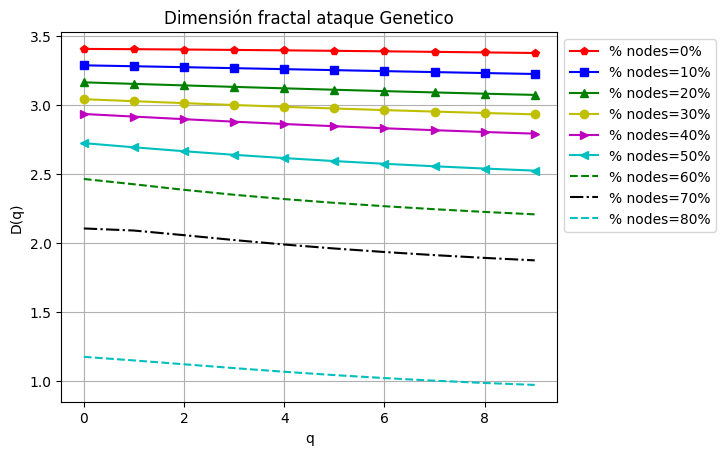 Dimensión fractal ataque Genetico
3.5
3.0
2.5
2.0
1.5
1.0
D(q)
0 2 4 6 8
q
% nodes=0%
% nodes=10%
% nodes=20%
% nodes=30%
% nodes=40%
% nodes=50%
% nodes=60%
% nodes=70%
% nodes=80%